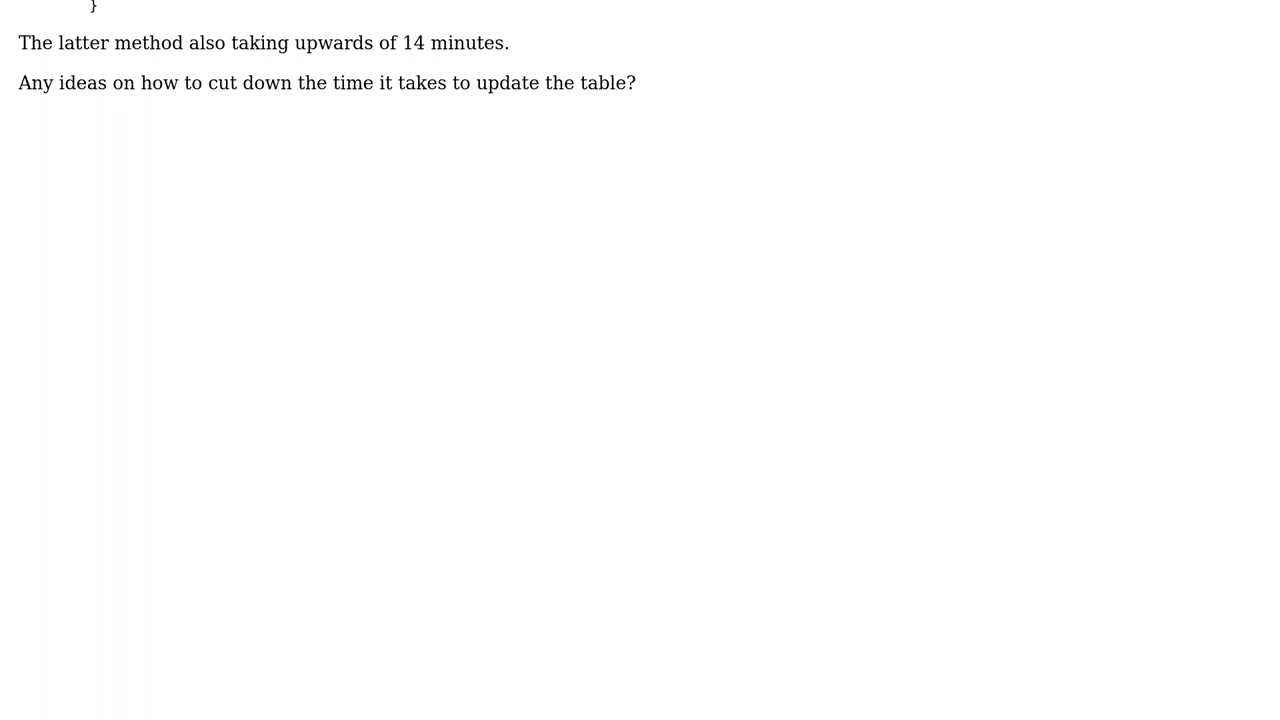 }
The latter method also taking upwards of 14 minutes.
Any ideas on how to cut down the time it takes to update the table?